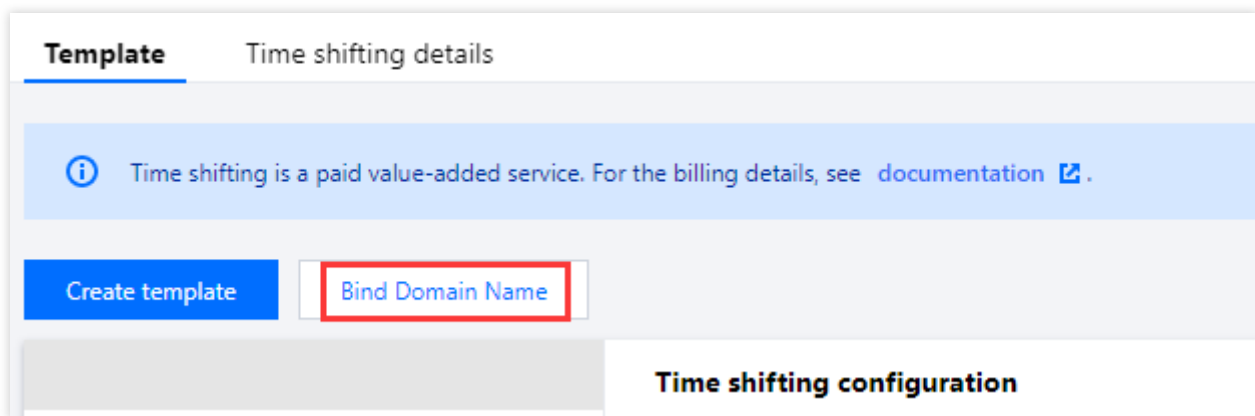 Template Time shifting details
Time shifting is a paid value-added service. For the billing details, see documentation .
Create template Bind Domain Name
Time shifting configuration